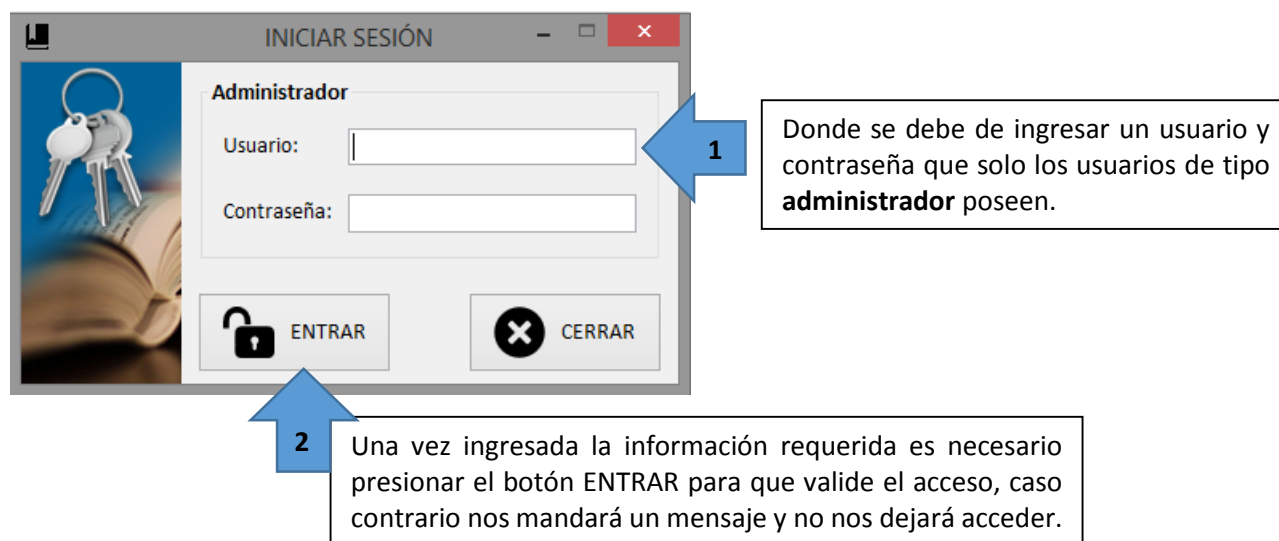 INICIAR SESIÓN
Administrador
Usuario:
Contraseña:
ENTRAR
CERRAR
1
Donde se debe de ingresar un usuario y
contraseña que solo los usuarios de tipo
administrador poseen.
2
Una vez ingresada la información requerida es necesario
presionar el botón ENTRAR para que valide el acceso, caso
contrario nos mandará un mensaje y no nos dejará acceder.